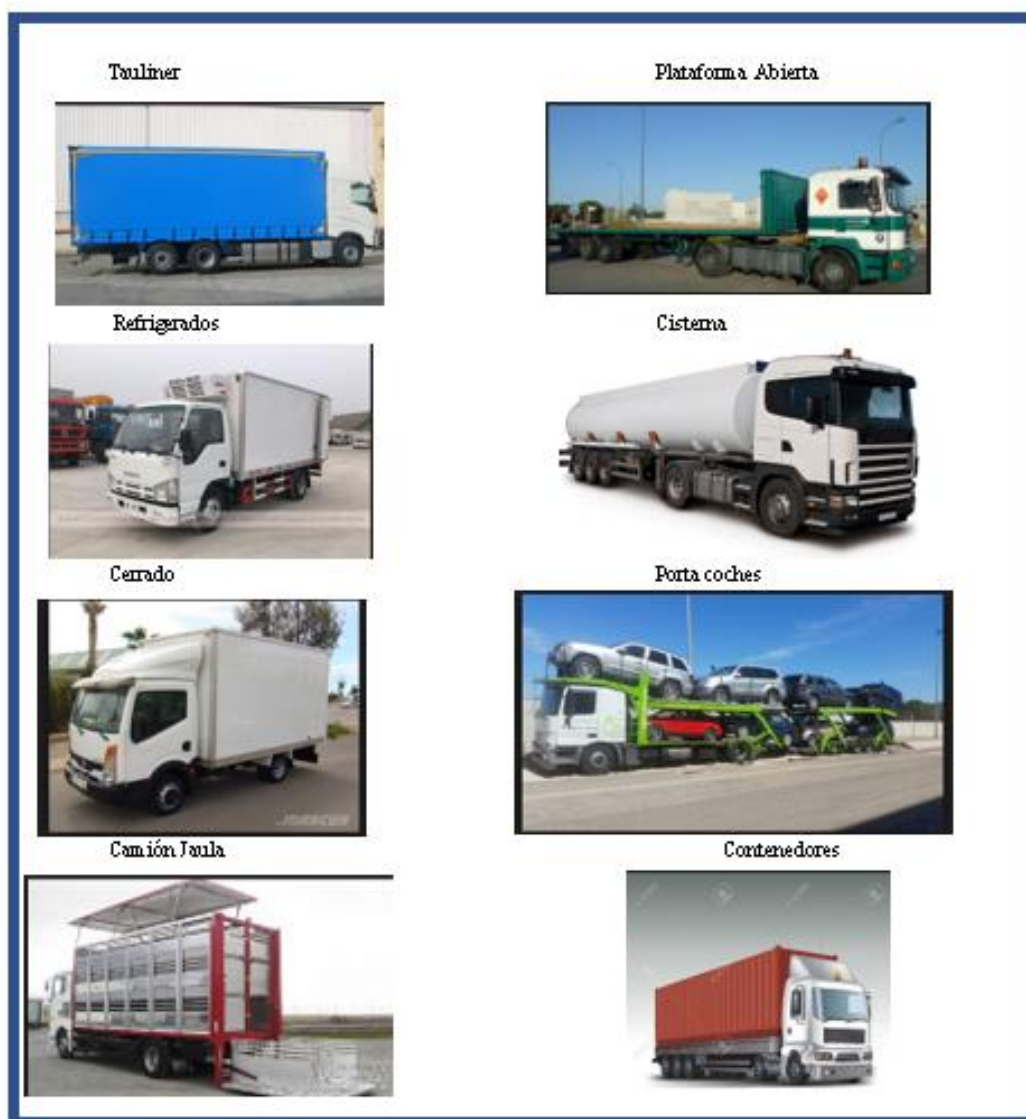 Tauliner
Plataforma Abierta
Refrigerados
Cisterna
Cerrado
Porta coches
Camión Jaula
Contenedores